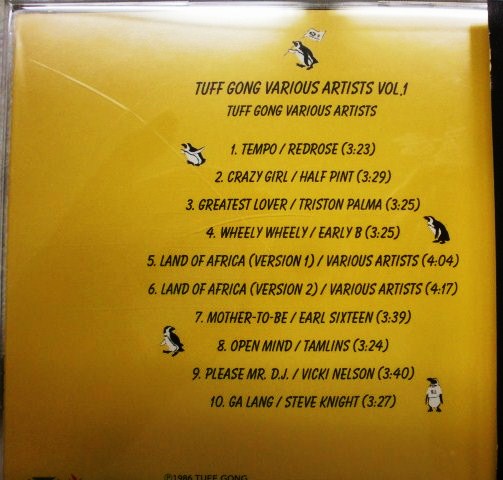 TUFF GONG VARIOUS ARTISTS VOL.1
TUFF GONG VARIOUS ARTISTS
1. TEMPO / REDROSE (3:23)
2. CRAZY GIRL / HALF PINT (3:29)
3. GREATEST LOVER / TRISTON PALMA (3:25)
4. WHEELY WHEELY / EARLY B (3:25)
5. LAND OF AFRICA (VERSION 1) / VARIOUS ARTISTS (4:04)
6. LAND OF AFRICA (VERSION 2) / VARIOUS ARTISTS (4:17)
7. MOTHER-TO-BE / EARL SIXTEEN (3:39)
8. OPEN MIND / TAMLINS (3:24)
9. PLEASE MR. D.J. / VICKI NELSON (3:40)
10. GA LANG / STEVE KNIGHT (3:27)
℗1986 TUFF GONG